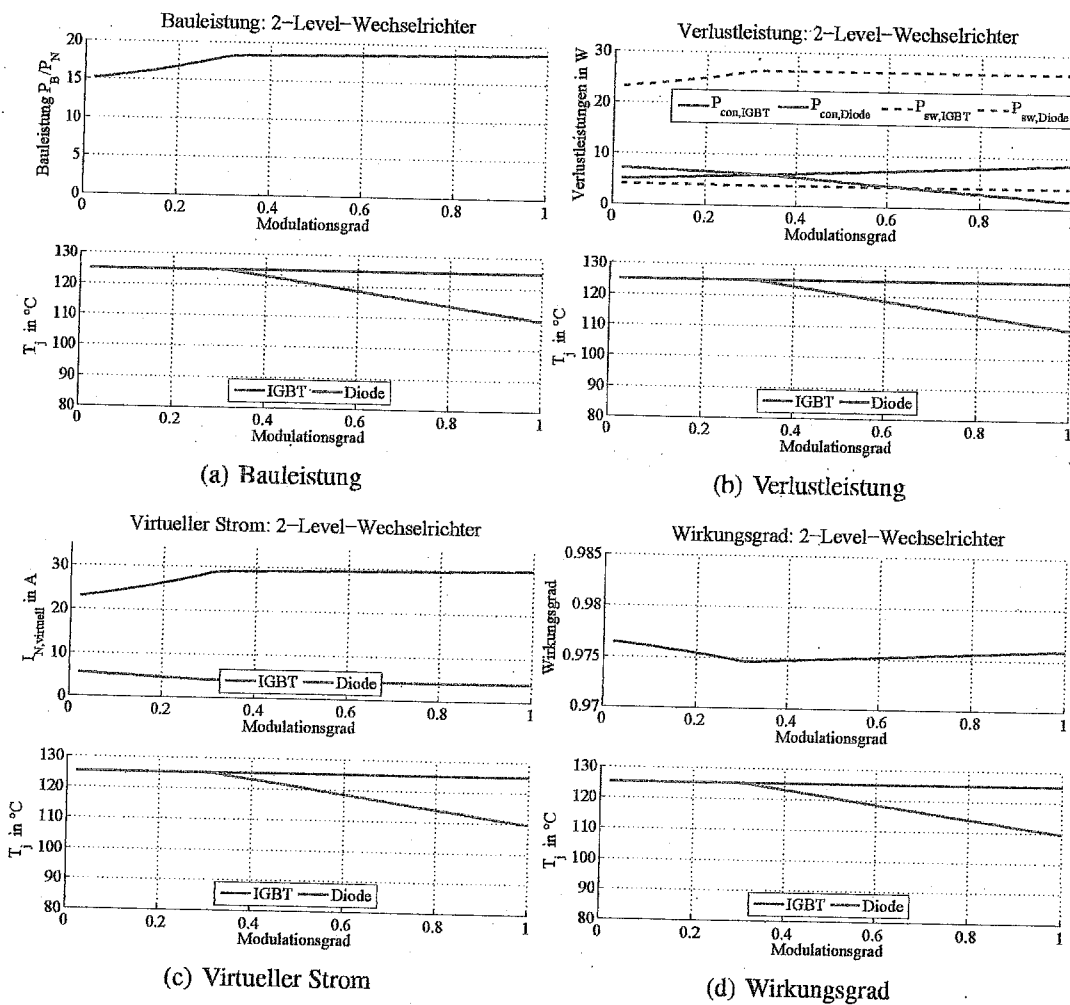 Bauleistung: 2-Level-Wechselrichter
20
15
10
5
0
Bauleistung P_B/P_N
0 0.2 0.4 0.6 0.8 1
Modulationsgrad
130
120
110
100
90
80
T_j in °C
IGBT Diode
0 0.2 0.4 0.6 0.8 1
Modulationsgrad
(a) Bauleistung
Verlustleistung: 2-Level-Wechselrichter
30
20
10
0
Verlustleistungen in W
P_con,IGBT P_con,Diode P_sw,IGBT P_sw,Diode
0.2 0.4 0.6 0.8
Modulationsgrad
130
120
110
100
90
80
T_j in °C
IGBT Diode
0 0.2 0.4 0.6 0.8 1
Modulationsgrad
(b) Verlustleistung
Virtueller Strom: 2-Level-Wechselrichter
30
20
10
0
I_N,virtuell in A
IGBT Diode
0 0.2 0.4 0.6 0.8 1
Modulationsgrad
130
120
110
100
90
80
T_j in °C
IGBT Diode
0 0.2 0.4 0.6 0.8 1
Modulationsgrad
(c) Virtueller Strom
Wirkungsgrad: 2-Level-Wechselrichter
0.985
0.98
0.975
0.97
Wirkungsgrad
0 0.2 0.4 0.6 0.8 1
Modulationsgrad
130
120
110
100
90
80
T_j in °C
IGBT Diode
0 0.2 0.4 0.6 0.8 1
Modulationsgrad
(d) Wirkungsgrad